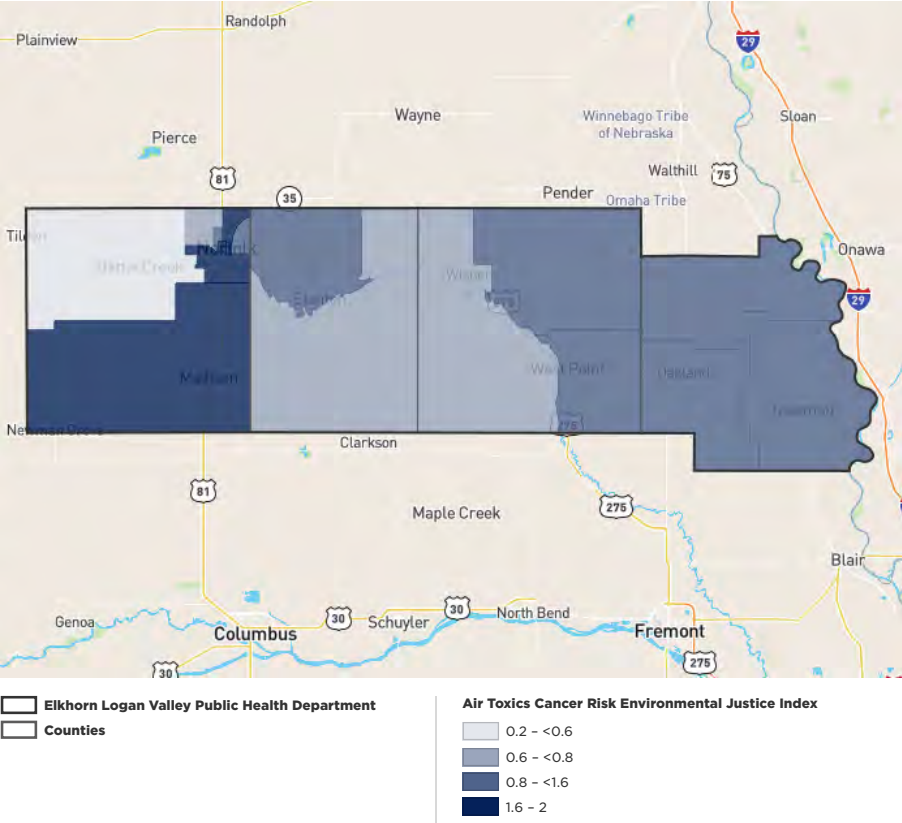 Randolph
Plainview
29
Wayne
Winnebago Tribe
of Nebraska
Sloan
Pierce
81
Walthill
75
35
Pender
Omaha Tribe
Norfolk
Onawa
Battle Creek
Wisner
29
275
Madison
West Point
Oakland
Newman Grove
275
Clarkson
81
Maple Creek
275
Blair
Genoa
30
Schuyler
30
North Bend
Columbus
Fremont
30
275
Elkhorn Logan Valley Public Health Department
Counties
Air Toxics Cancer Risk Environmental Justice Index
0.2 – <0.6
0.6 – <0.8
0.8 – <1.6
1.6 – 2